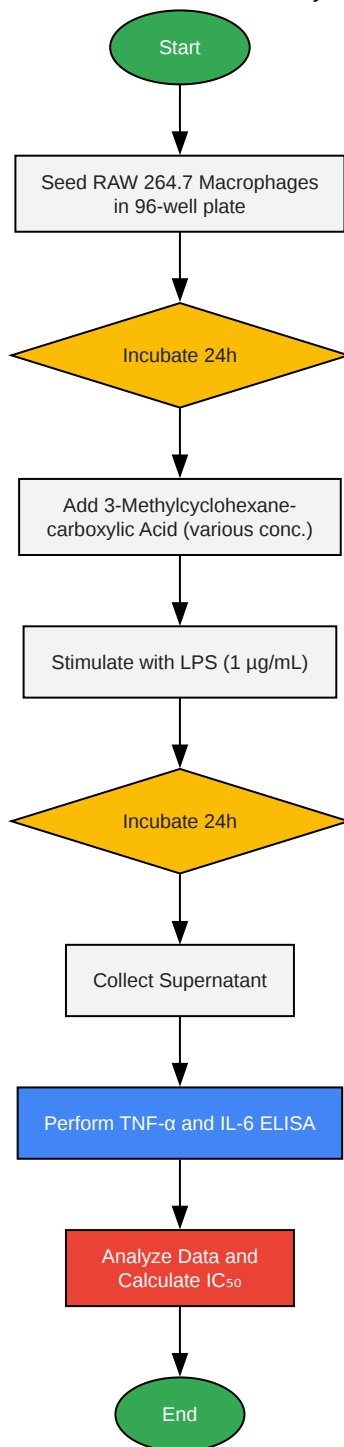 Start
Seed RAW 264.7 Macrophages
in 96-well plate
Incubate 24h
Add 3-Methylcyclohexane-
carboxylic Acid (various conc.)
Stimulate with LPS (1 µg/mL)
Incubate 24h
Collect Supernatant
Perform TNF-α and IL-6 ELISA
Analyze Data and
Calculate IC₅₀
End